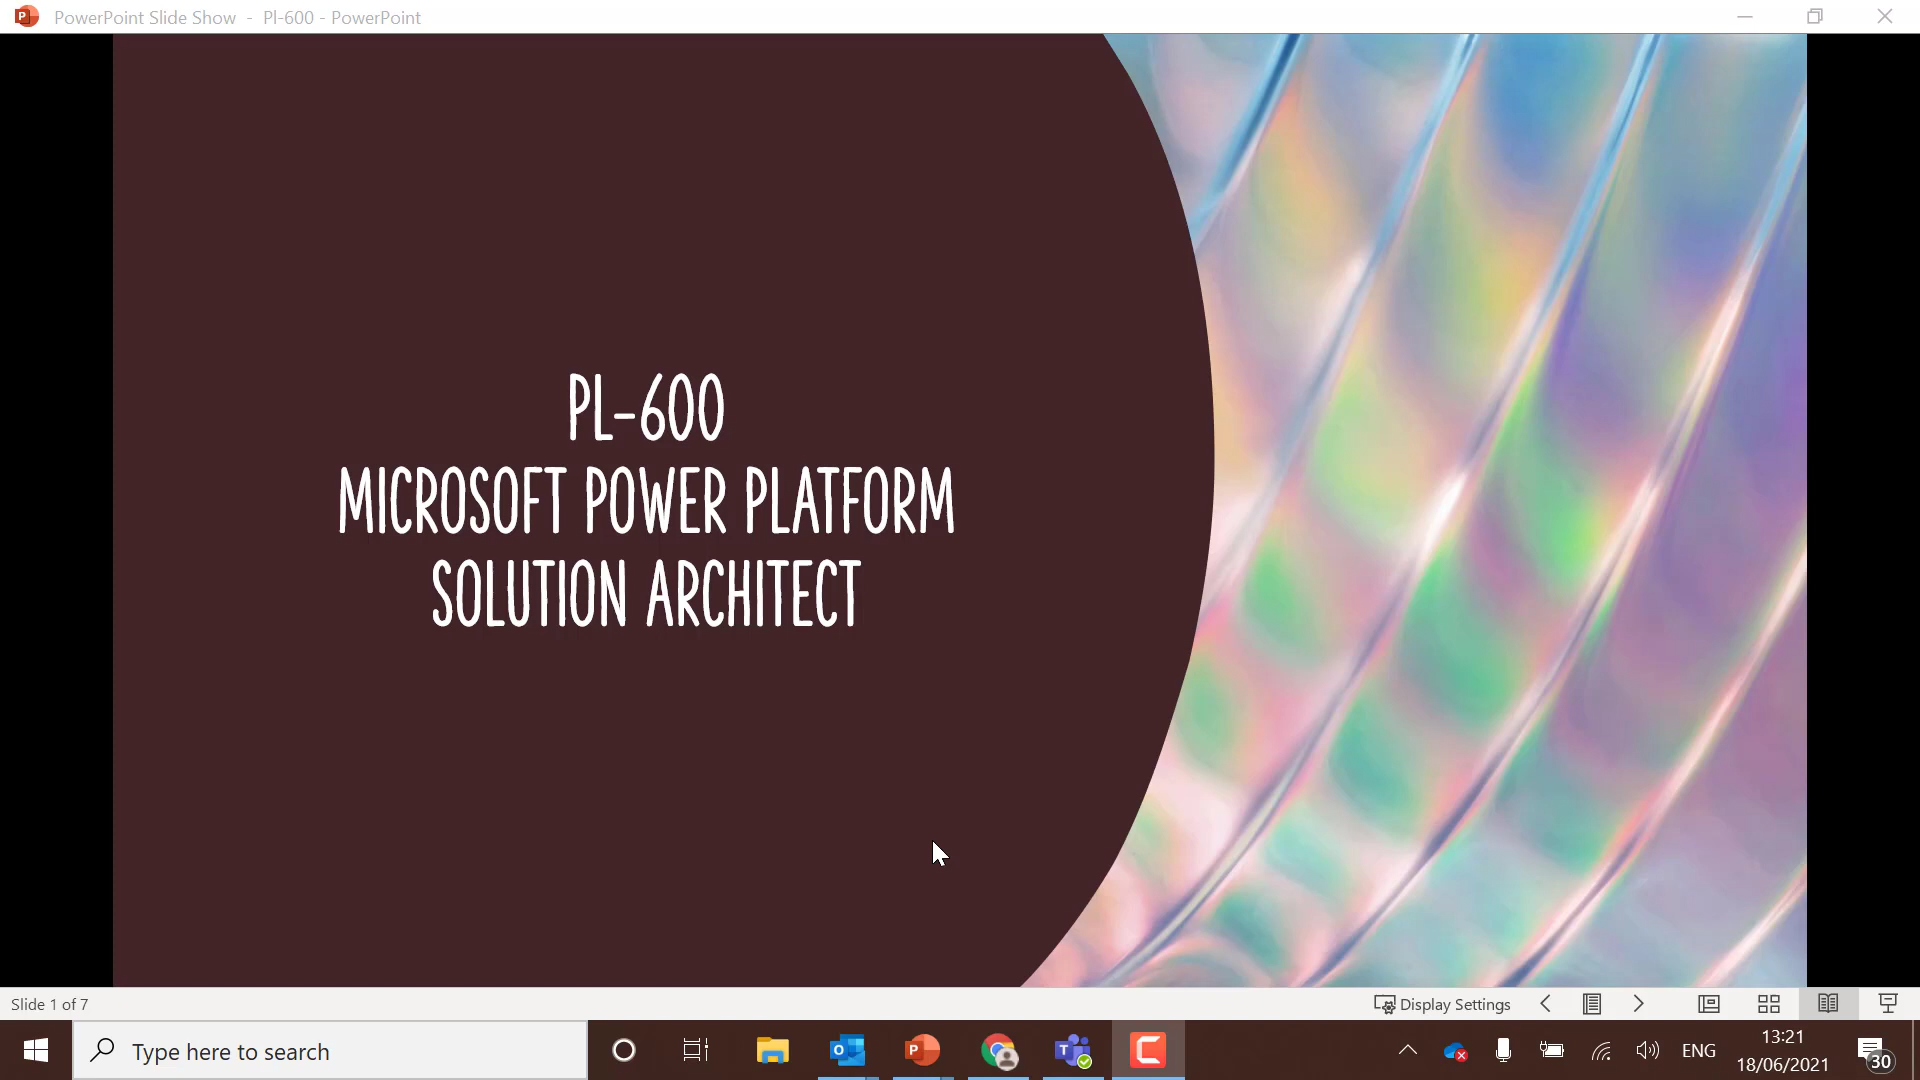 PowerPoint Slide Show - Pl-600 - PowerPoint
PL-600
MICROSOFT POWER PLATFORM
SOLUTION ARCHITECT
Slide 1 of 7
Display Settings
Type here to search
ENG
13:21
18/06/2021
30